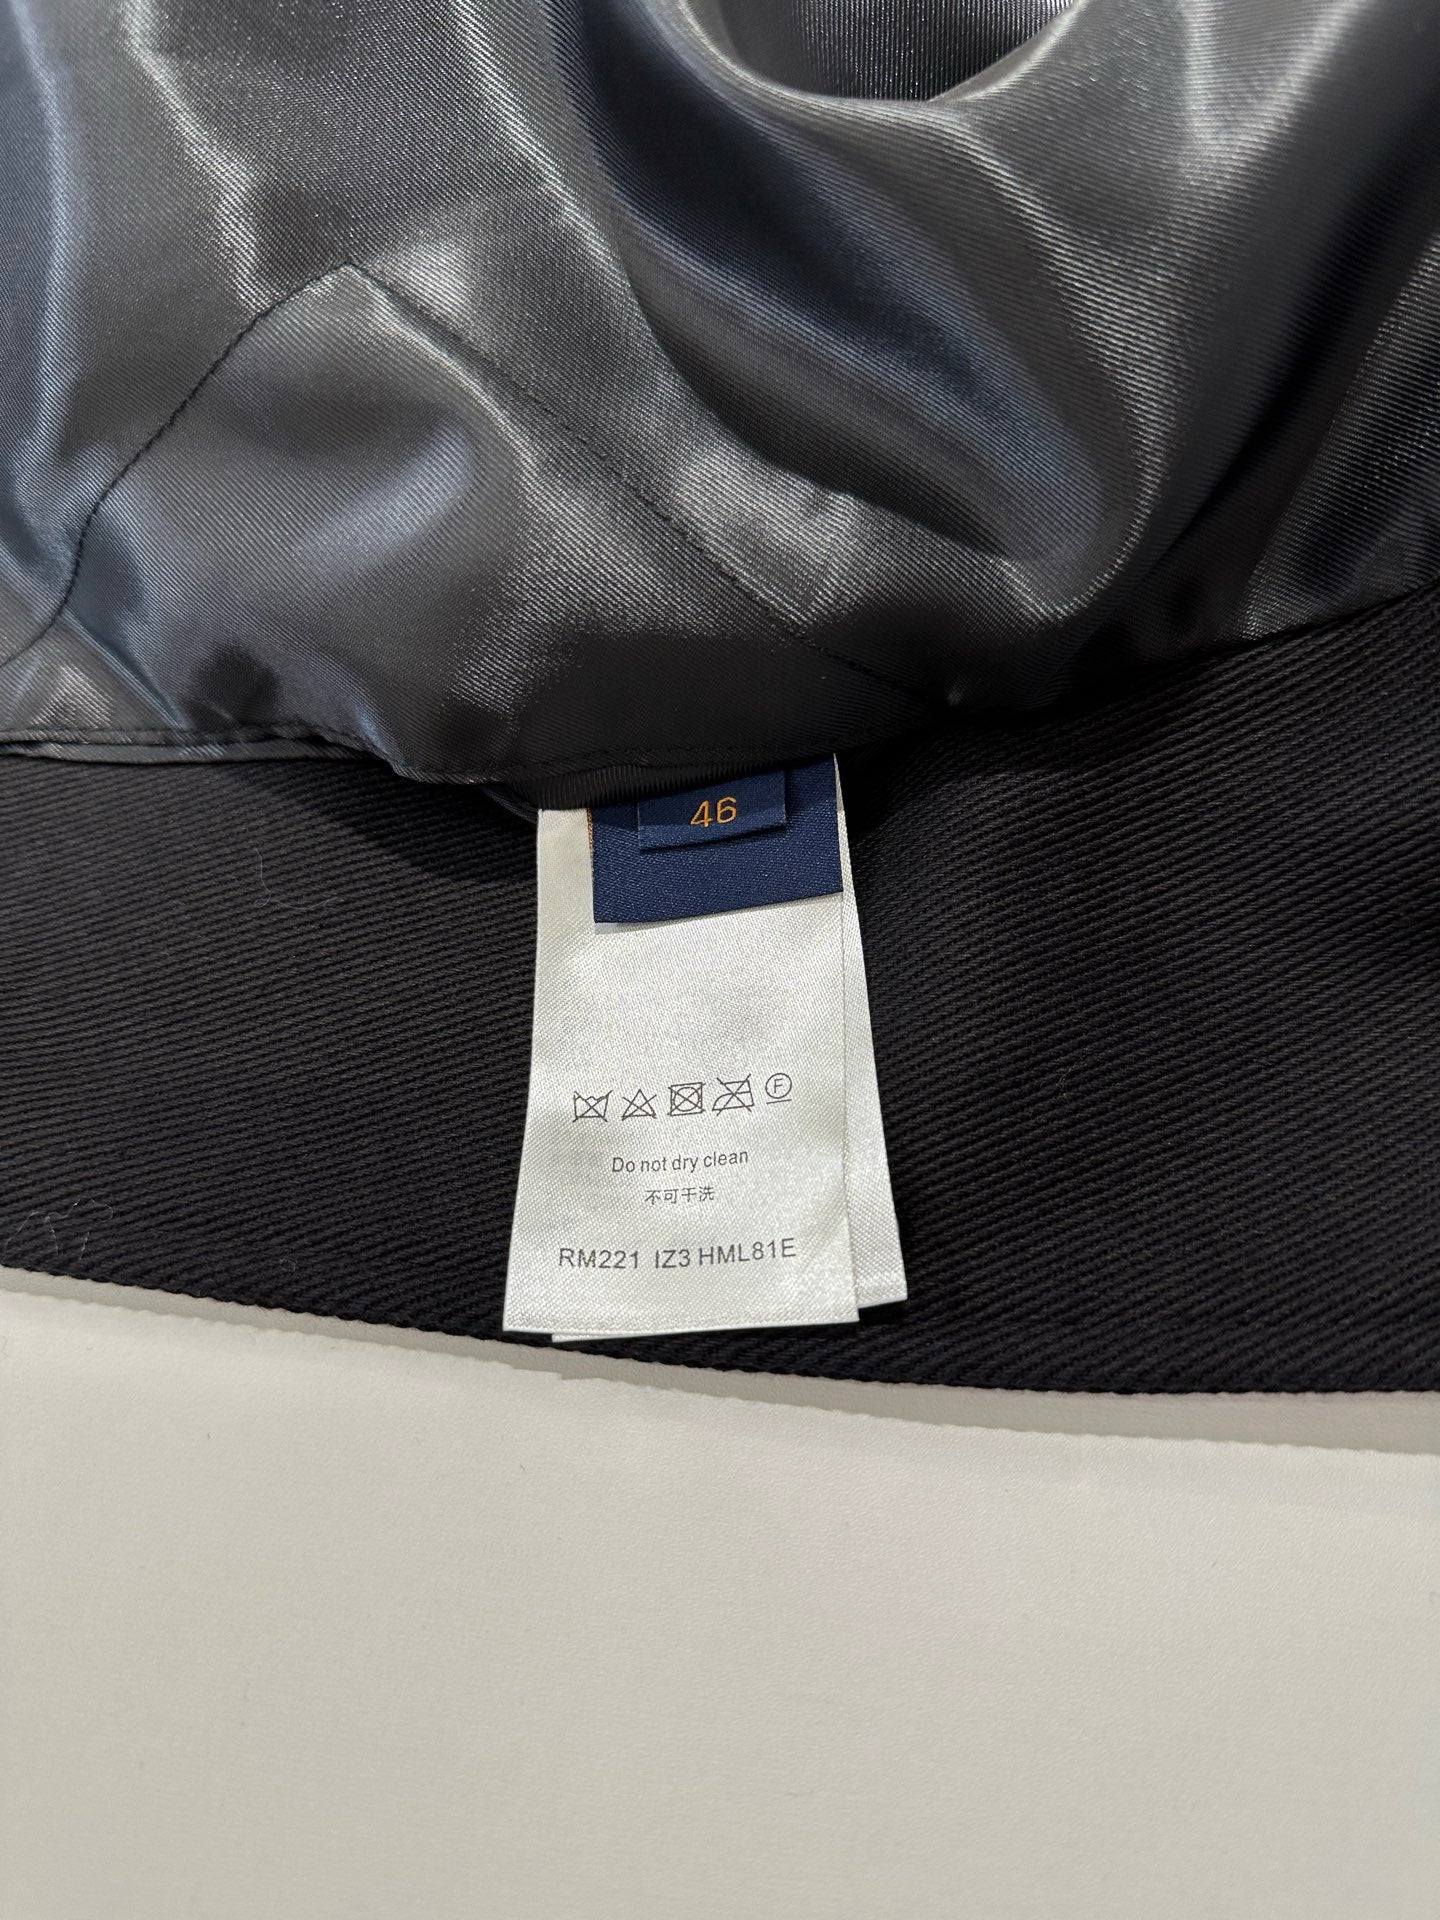 46
F
Do not dry clean
不可干洗
RM221 IZ3 HML81E